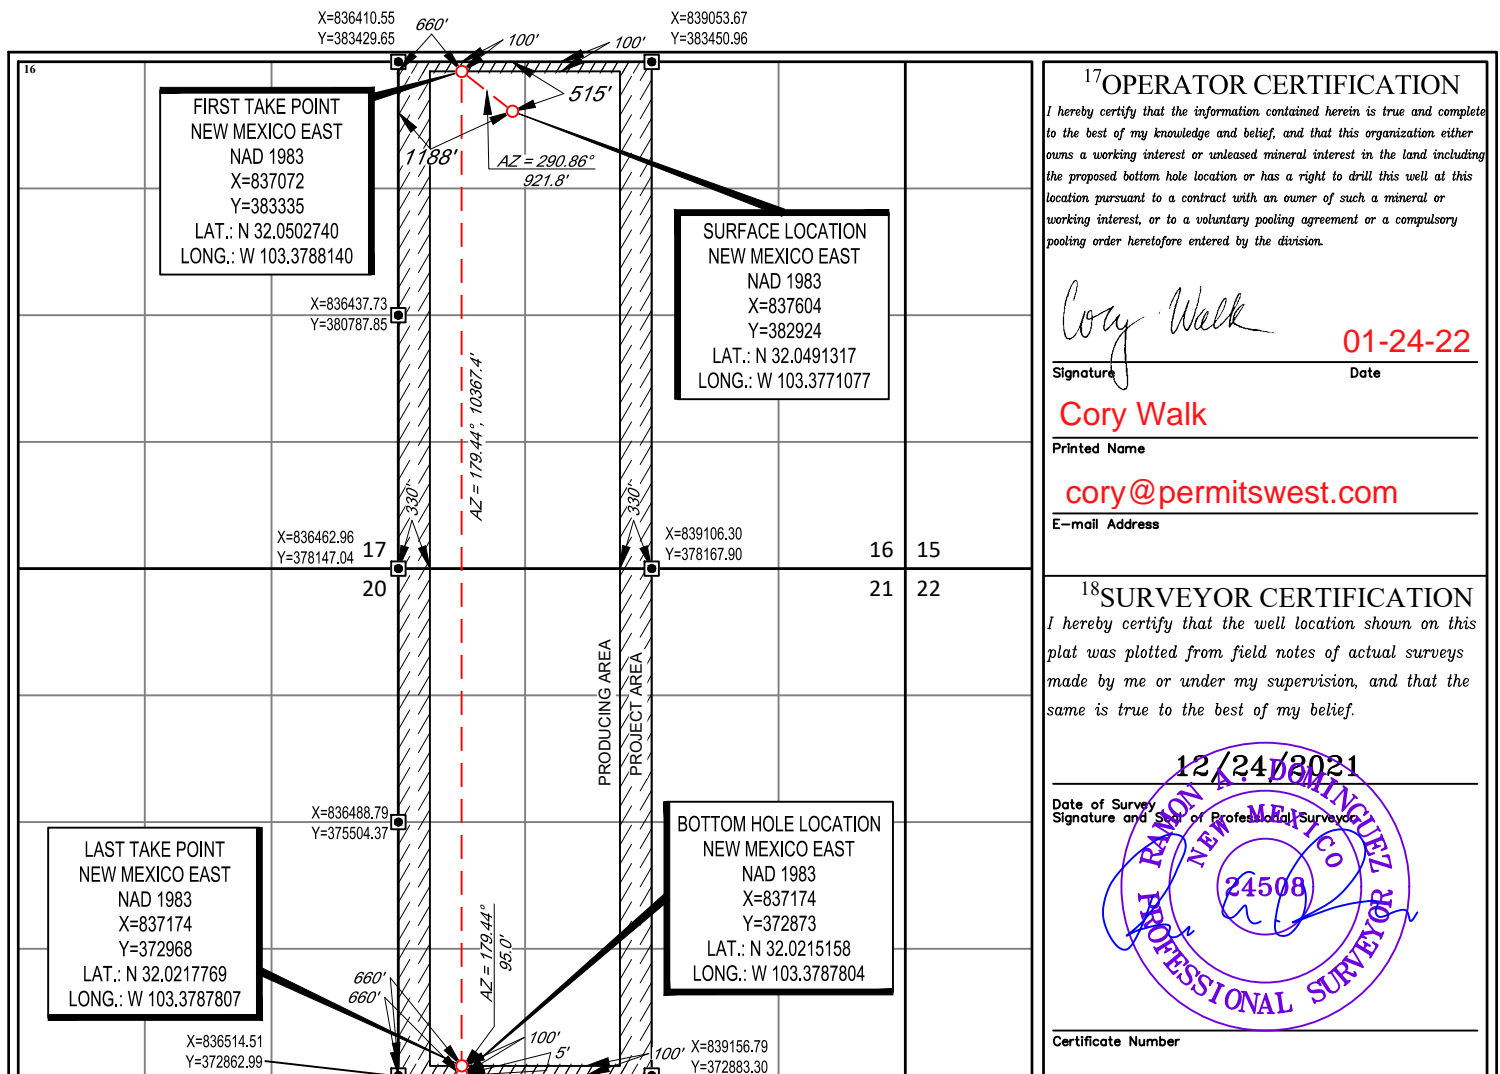 X=836410.55
Y=383429.65
660'
100'
100'
X=839053.67
Y=383450.96
16
FIRST TAKE POINT
NEW MEXICO EAST
NAD 1983
X=837072
Y=383335
LAT.: N 32.0502740
LONG.: W 103.3788140
515'
1188'
AZ = 290.86°
921.8'
SURFACE LOCATION
NEW MEXICO EAST
NAD 1983
X=837604
Y=382924
LAT.: N 32.0491317
LONG.: W 103.3771077
X=836437.73
Y=380787.85
AZ = 179.44°, 10367.4'
330'
330'
X=836462.96
Y=378147.04
X=839106.30
Y=378167.90
17
16
15
20
21
22
PRODUCING AREA
PROJECT AREA
X=836488.79
Y=375504.37
LAST TAKE POINT
NEW MEXICO EAST
NAD 1983
X=837174
Y=372968
LAT.: N 32.0217769
LONG.: W 103.3787807
BOTTOM HOLE LOCATION
NEW MEXICO EAST
NAD 1983
X=837174
Y=372873
LAT.: N 32.0215158
LONG.: W 103.3787804
AZ = 179.44°
95.0'
660'
660'
X=836514.51
Y=372862.99
100'
5'
100'
X=839156.79
Y=372883.30
17 OPERATOR CERTIFICATION
I hereby certify that the information contained herein is true and complete
to the best of my knowledge and belief, and that this organization either
owns a working interest or unleased mineral interest in the land including
the proposed bottom hole location or has a right to drill this well at this
location pursuant to a contract with an owner of such a mineral or
working interest, or to a voluntary pooling agreement or a compulsory
pooling order heretofore entered by the division.
Cory Walk
01-24-22
Signature
Date
Cory Walk
Printed Name
cory@permitswest.com
E-mail Address
18 SURVEYOR CERTIFICATION
I hereby certify that the well location shown on this
plat was plotted from field notes of actual surveys
made by me or under my supervision, and that the
same is true to the best of my belief.
12/24/2021
Date of Survey
Signature and Seal of Professional Surveyor:
RAMON A. DOMINGUEZ
NEW MEXICO
24508
PROFESSIONAL SURVEYOR
Certificate Number